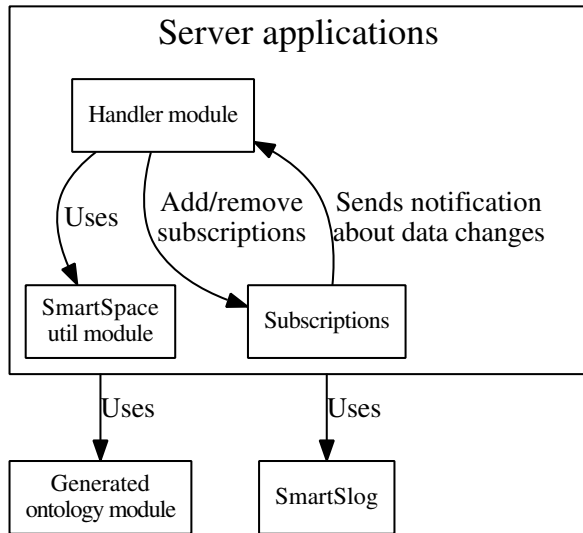 Server applications
Handler module
Uses
Add/remove
subscriptions
Sends notification
about data changes
SmartSpace
util module
Subscriptions
Uses
Uses
Generated
ontology module
SmartSlog